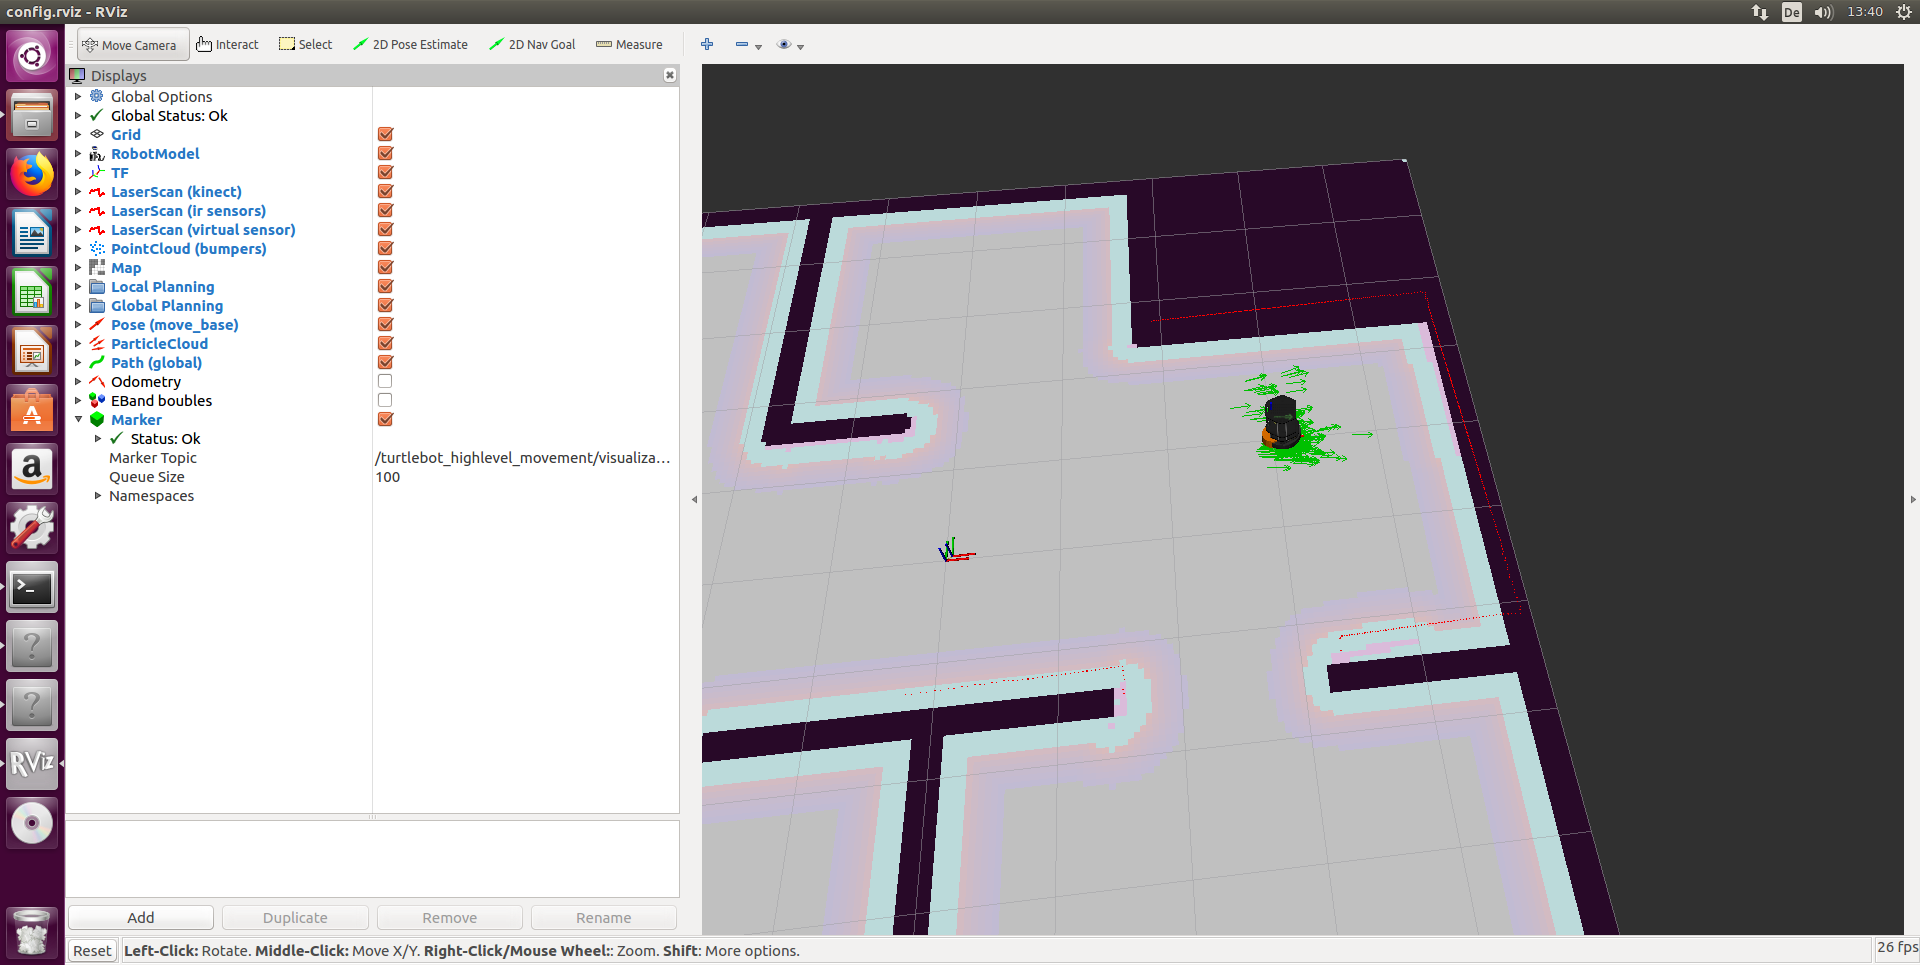 config.rviz - RViz
De
13:40
Move Camera
Interact
Select
2D Pose Estimate
2D Nav Goal
Measure
Displays
Global Options
Global Status: Ok
Grid
RobotModel
TF
LaserScan (kinect)
LaserScan (ir sensors)
LaserScan (virtual sensor)
PointCloud (bumpers)
Map
Local Planning
Global Planning
Pose (move_base)
ParticleCloud
Path (global)
Odometry
EBand boubles
Marker
Status: Ok
Marker Topic /turtlebot_highlevel_movement/visualiza...
Queue Size 100
Namespaces
RViz
Add
Duplicate
Remove
Rename
Reset
Left-Click: Rotate. Middle-Click: Move X/Y. Right-Click/Mouse Wheel:: Zoom. Shift: More options.
26 fps